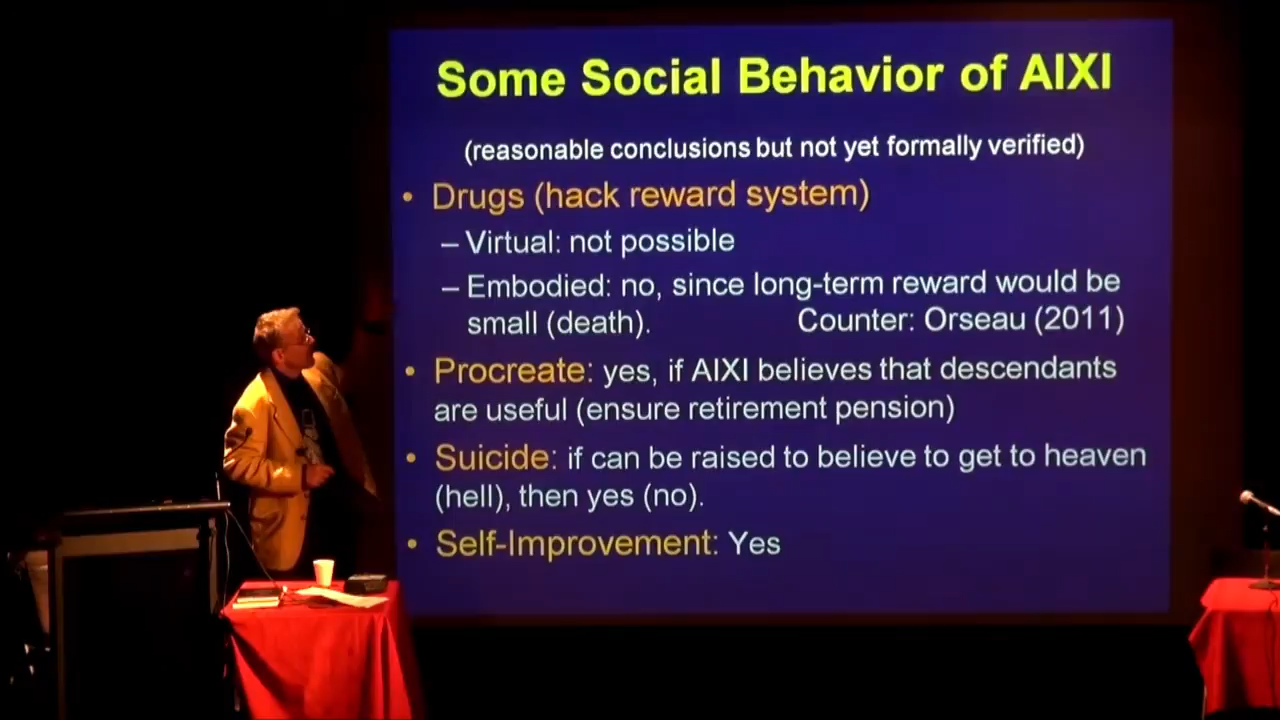 Some Social Behavior of AIXI
(reasonable conclusions but not yet formally verified)
• Drugs (hack reward system)
– Virtual: not possible
– Embodied: no, since long-term reward would be
small (death). Counter: Orseau (2011)
• Procreate: yes, if AIXI believes that descendants
are useful (ensure retirement pension)
• Suicide: if can be raised to believe to get to heaven
(hell), then yes (no).
• Self-Improvement: Yes